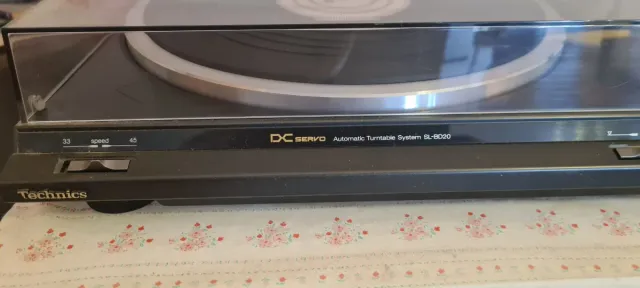 33 speed 45
DC SERVO Automatic Turntable System SL-BD20
Technics